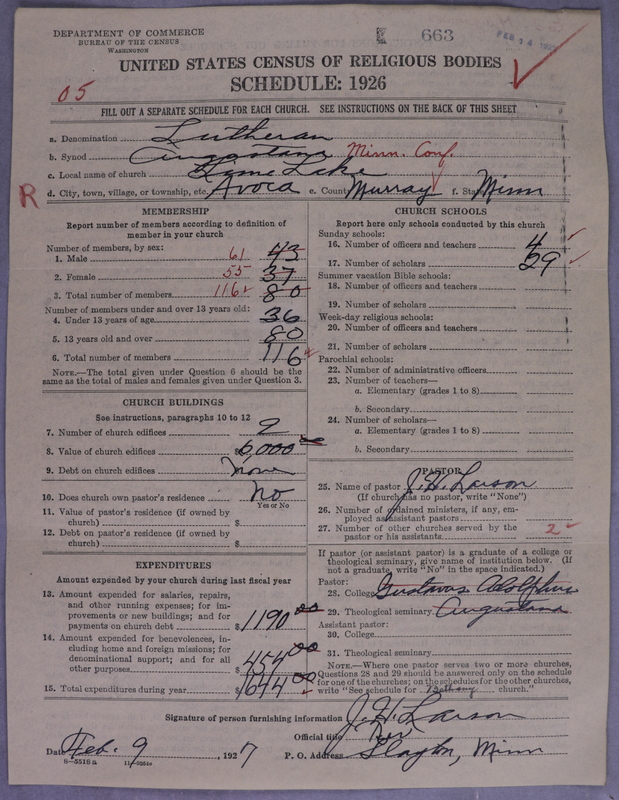 DEPARTMENT OF COMMERCE
BUREAU OF THE CENSUS
WASHINGTON
663
FEB 14 1927
UNITED STATES CENSUS OF RELIGIOUS BODIES
SCHEDULE: 1926
05
FILL OUT A SEPARATE SCHEDULE FOR EACH CHURCH. SEE INSTRUCTIONS ON THE BACK OF THIS SHEET
a. Denomination Lutheran
b. Synod Augustana Minn. Conf.
c. Local name of church Lime Lake
d. City, town, village, or township, etc. Avoca e. County Murray f. State Minn
R
MEMBERSHIP
Report number of members according to definition of
member in your church
Number of members, by sex:
1. Male 61 43
2. Female 55 37
3. Total number of members 116 80
Number of members under and over 13 years old:
4. Under 13 years of age 36
5. 13 years old and over 80
6. Total number of members 116
NOTE.—The total given under Question 6 should be the
same as the total of males and females given under Question 3.
CHURCH BUILDINGS
See instructions, paragraphs 10 to 12
7. Number of church edifices 2
8. Value of church edifices $ 6,000
9. Debt on church edifices none
10. Does church own pastor's residence No
Yes or No
11. Value of pastor's residence (if owned by
church) $
12. Debt on pastor's residence (if owned by
church) $
EXPENDITURES
Amount expended by your church during last fiscal year
13. Amount expended for salaries, repairs,
and other running expenses; for im-
provements or new buildings; and for
payments on church debt $ 1190 00
14. Amount expended for benevolences, in-
cluding home and foreign missions; for
denominational support; and for all
other purposes $ 454 00
15. Total expenditures during year $ 1644 00
CHURCH SCHOOLS
Report here only schools conducted by this church
Sunday schools:
16. Number of officers and teachers 4
17. Number of scholars 29
Summer vacation Bible schools:
18. Number of officers and teachers
19. Number of scholars
Week-day religious schools:
20. Number of officers and teachers
21. Number of scholars
Parochial schools:
22. Number of administrative officers
23. Number of teachers—
a. Elementary (grades 1 to 8)
b. Secondary
24. Number of scholars—
a. Elementary (grades 1 to 8)
b. Secondary
PASTOR
25. Name of pastor J. H. Larson
(If church has no pastor, write "None")
26. Number of ordained ministers, if any, em-
ployed as assistant pastors
27. Number of other churches served by the
pastor or his assistants 2
If pastor (or assistant pastor) is a graduate of a college or
theological seminary, give name of institution below. (If
not a graduate, write "No" in the space indicated.)
Pastor:
28. College Gustavus Adolphus
29. Theological seminary Augustana
Assistant pastor:
30. College
31. Theological seminary
NOTE.—Where one pastor serves two or more churches,
Questions 28 and 29 should be answered only on the schedule
for one of the churches; on the schedules for the other churches,
write "See schedule for Bethany church."
Signature of person furnishing information J. H. Larson
Official title Rev
Date Feb. 9, 1927 P. O. Address Slayton, Minn
8—5518 a